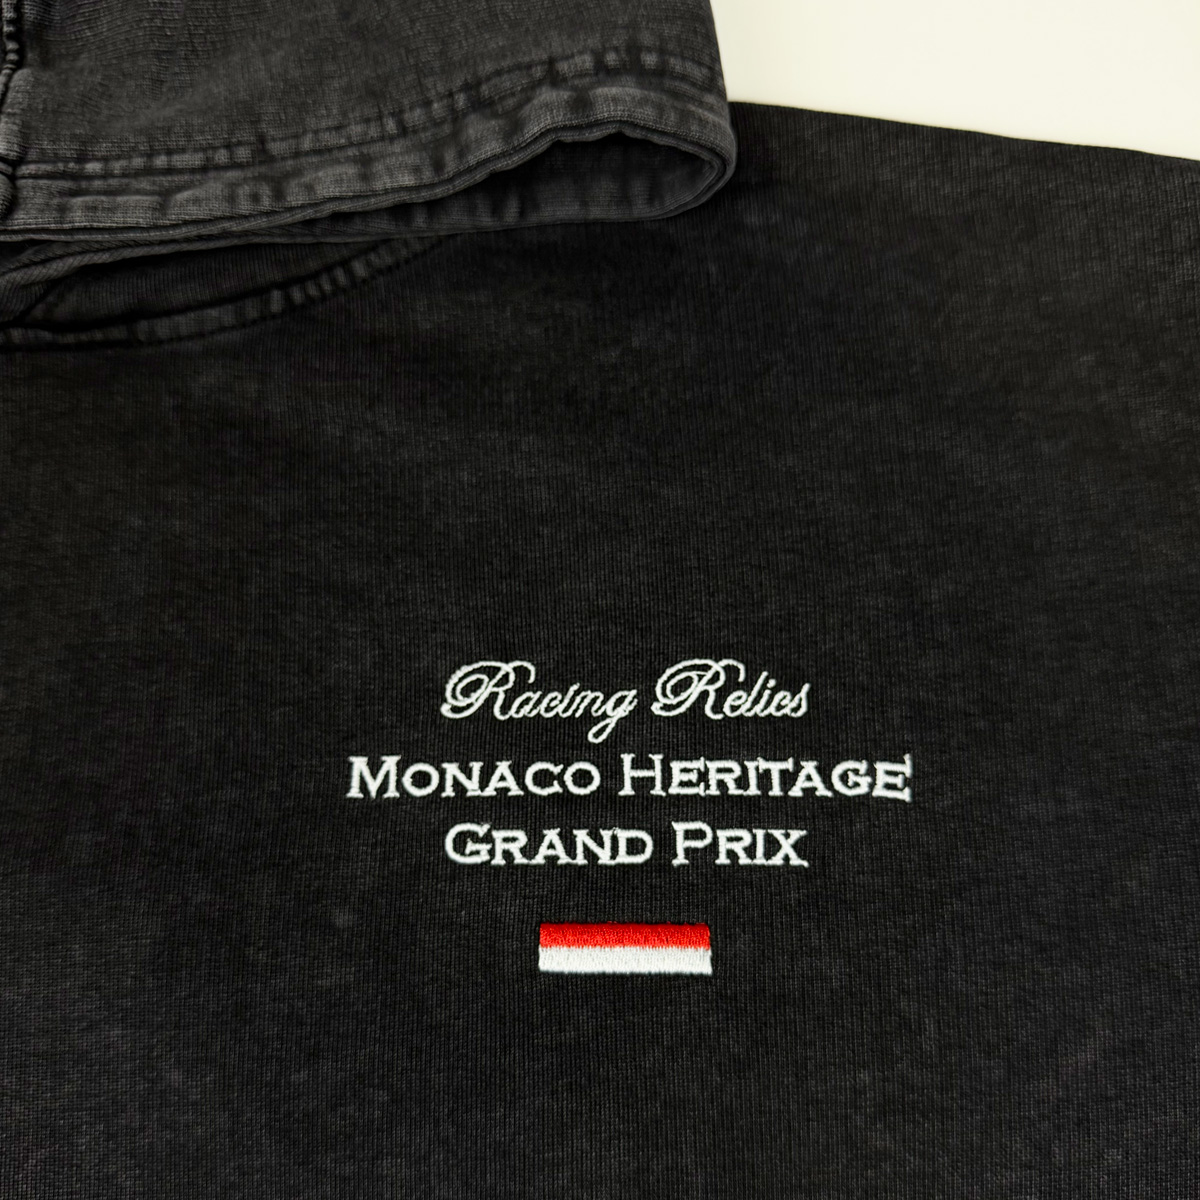 Racing Relics
MONACO HERITAGE
GRAND PRIX